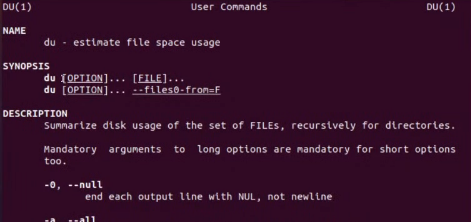 DU(1) User Commands DU(1)
NAME
du - estimate file space usage
SYNOPSIS
du [OPTION]... [FILE]...
du [OPTION]... --files0-from=F
DESCRIPTION
Summarize disk usage of the set of FILEs, recursively for directories.
Mandatory arguments to long options are mandatory for short options
too.
-0, --null
end each output line with NUL, not newline
-a, --all